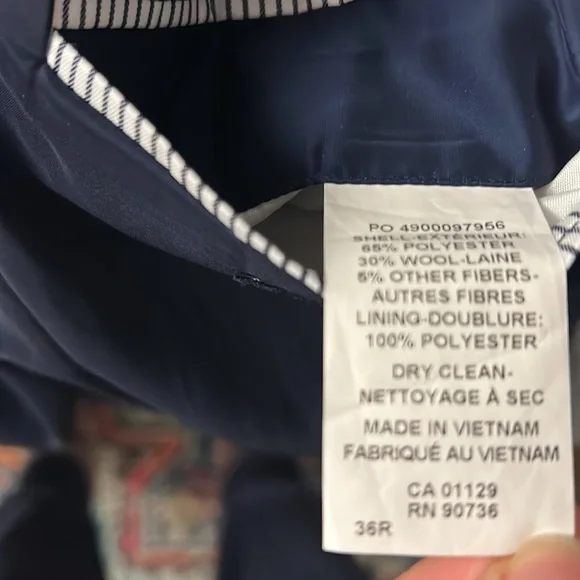 PO 4900097956
SHELL-EXTÉRIEUR:
65% POLYESTER
30% WOOL-LAINE
5% OTHER FIBERS-
AUTRES FIBRES
LINING-DOUBLURE:
100% POLYESTER
DRY CLEAN-
NETTOYAGE À SEC
MADE IN VIETNAM
FABRIQUÉ AU VIETNAM
CA 01129
RN 90736
36R